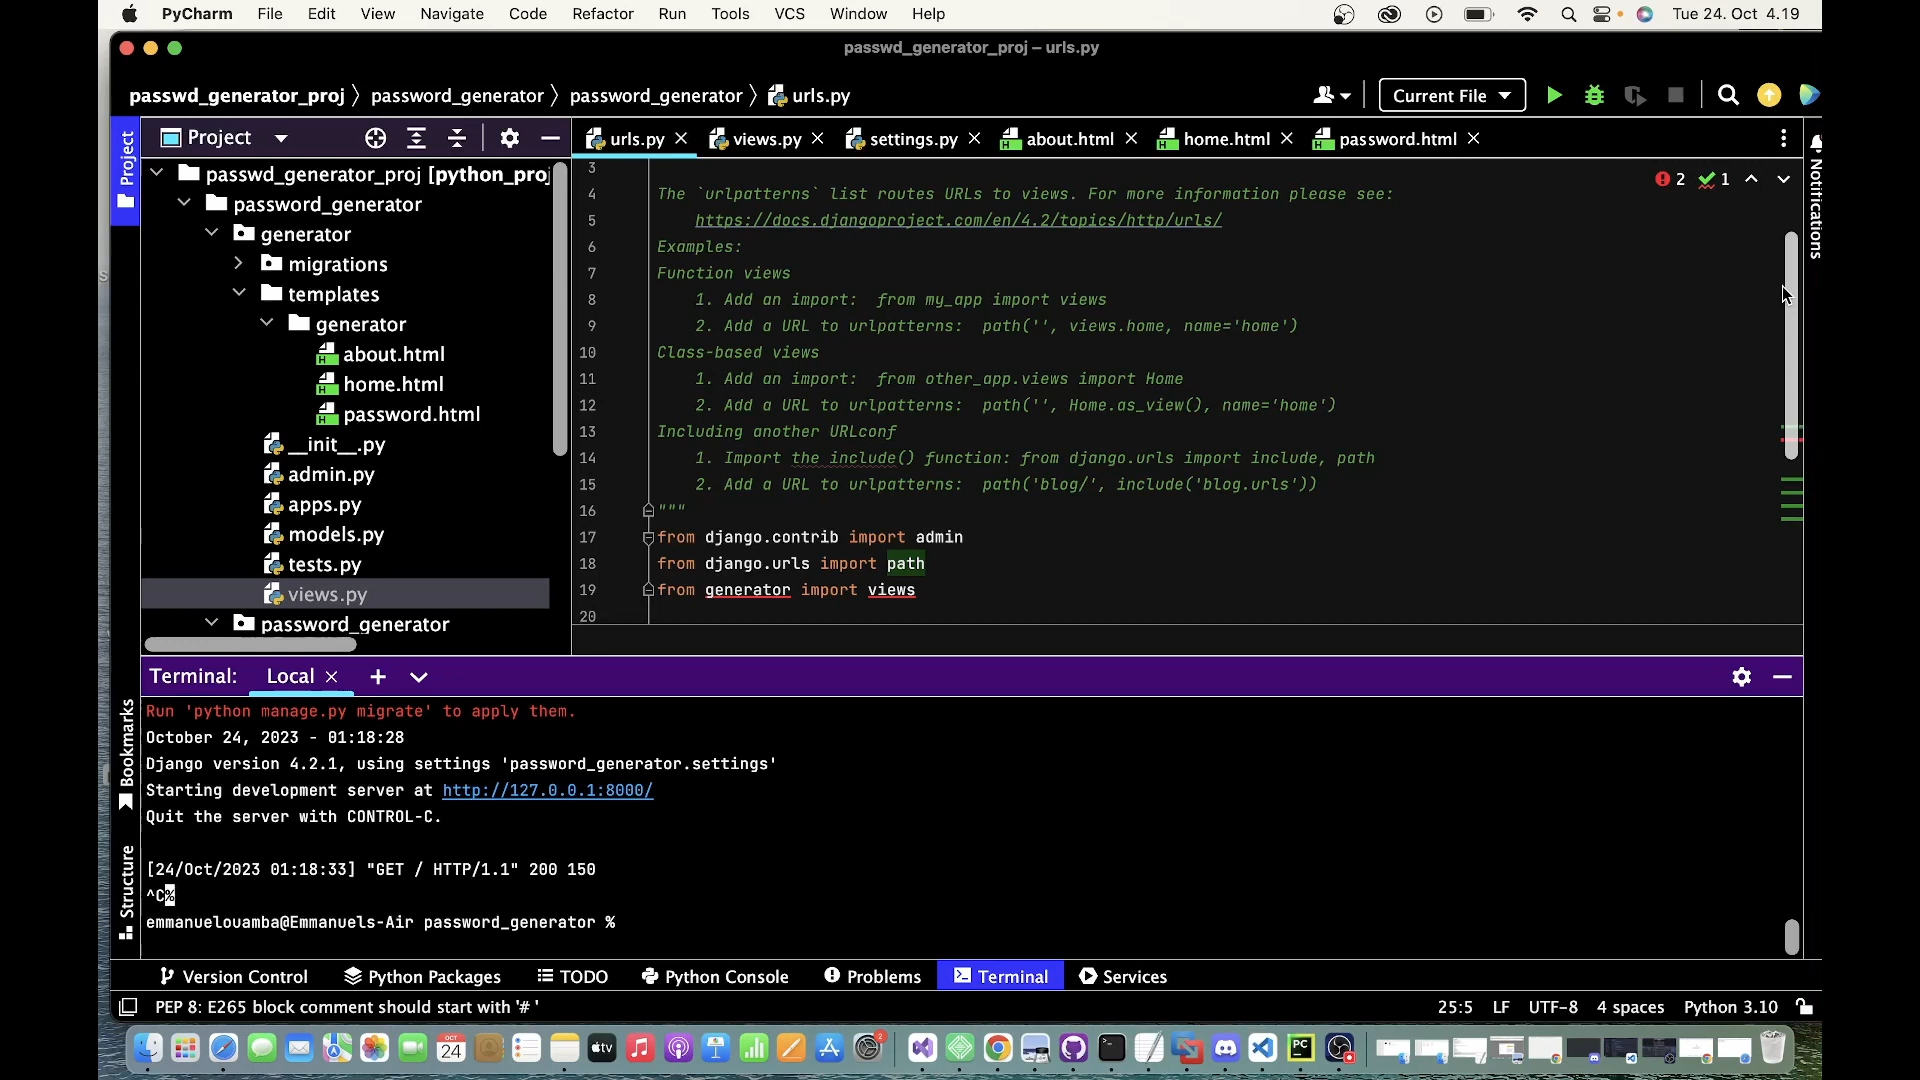 PyCharm File Edit View Navigate Code Refactor Run Tools VCS Window Help Tue 24. Oct 4.19
passwd_generator_proj – urls.py
passwd_generator_proj password_generator password_generator urls.py Current File
Project
Project
urls.py views.py settings.py about.html home.html password.html
Notifications
passwd_generator_proj [python_proj
password_generator
generator
migrations
templates
generator
about.html
home.html
password.html
__init__.py
admin.py
apps.py
models.py
tests.py
views.py
password_generator
2 1
3
4 The `urlpatterns` list routes URLs to views. For more information please see:
5 https://docs.djangoproject.com/en/4.2/topics/http/urls/
6 Examples:
7 Function views
8 1. Add an import:  from my_app import views
9 2. Add a URL to urlpatterns:  path('', views.home, name='home')
10 Class-based views
11 1. Add an import:  from other_app.views import Home
12 2. Add a URL to urlpatterns:  path('', Home.as_view(), name='home')
13 Including another URLconf
14 1. Import the include() function: from django.urls import include, path
15 2. Add a URL to urlpatterns:  path('blog/', include('blog.urls'))
16 """
17 from django.contrib import admin
18 from django.urls import path
19 from generator import views
20
Terminal: Local
Bookmarks
Structure
Run 'python manage.py migrate' to apply them.
October 24, 2023 - 01:18:28
Django version 4.2.1, using settings 'password_generator.settings'
Starting development server at http://127.0.0.1:8000/
Quit the server with CONTROL-C.
[24/Oct/2023 01:18:33] "GET / HTTP/1.1" 200 150
^C%
emmanuelouamba@Emmanuels-Air password_generator %
Version Control Python Packages TODO Python Console Problems Terminal Services
PEP 8: E265 block comment should start with '# ' 25:5 LF UTF-8 4 spaces Python 3.10
OCT
24
tv
2
PC